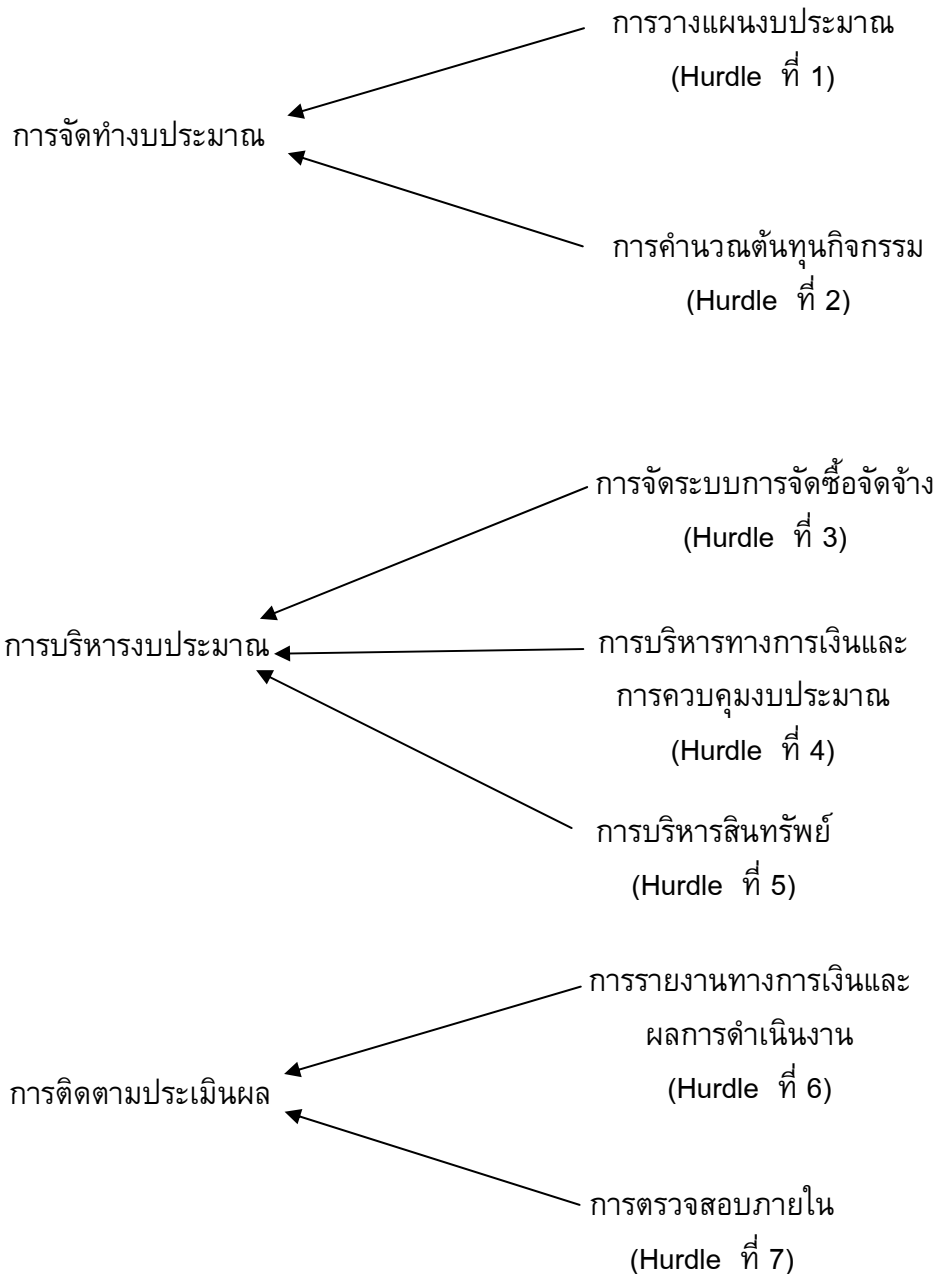 การวางแผนงบประมาณ
(Hurdle ที่ 1)
การจัดทำงบประมาณ
การคำนวณต้นทุนกิจกรรม
(Hurdle ที่ 2)
การจัดระบบการจัดซื้อจัดจ้าง
(Hurdle ที่ 3)
การบริหารงบประมาณ
การบริหารทางการเงินและ
การควบคุมงบประมาณ
(Hurdle ที่ 4)
การบริหารสินทรัพย์
(Hurdle ที่ 5)
การรายงานทางการเงินและ
ผลการดำเนินงาน
(Hurdle ที่ 6)
การติดตามประเมินผล
การตรวจสอบภายใน
(Hurdle ที่ 7)